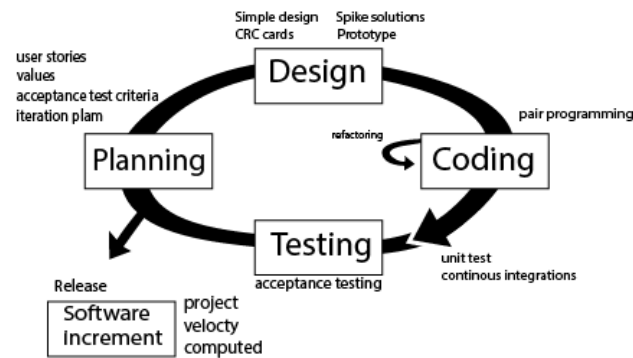 Simple design
CRC cards
Spike solutions
Prototype
user stories
values
acceptance test criteria
iteration plam
Design
pair programming
refactoring
Planning
Coding
Testing
acceptance testing
unit test
continous integrations
Release
Software
increment
project
velocty
computed